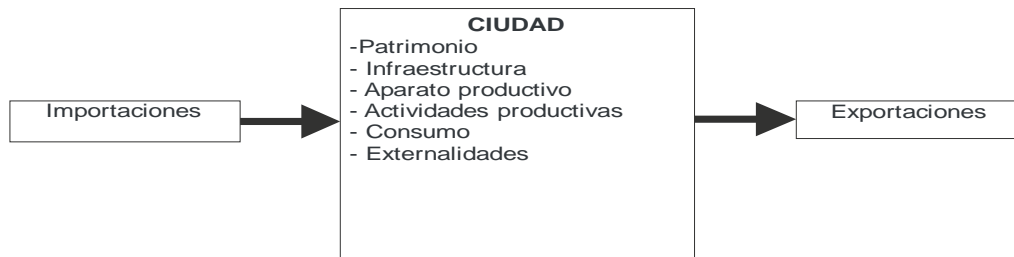 Importaciones
CIUDAD
-Patrimonio
- Infraestructura
- Aparato productivo
- Actividades productivas
- Consumo
- Externalidades
Exportaciones